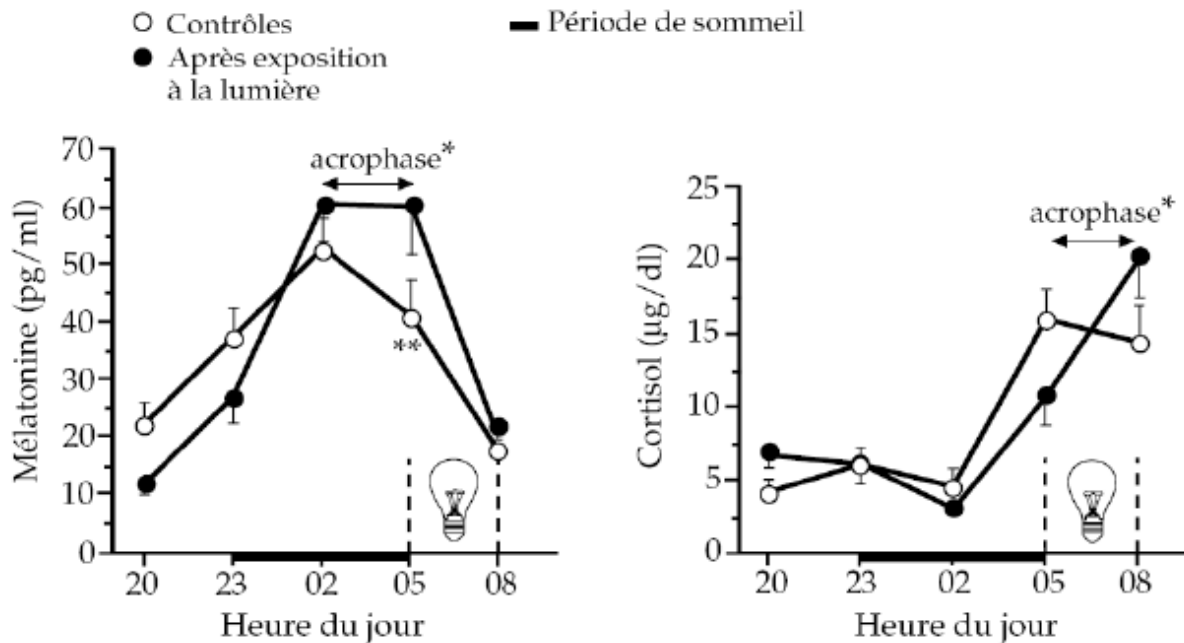 Contrôles
Période de sommeil
Après exposition
à la lumière
70
60
50
40
30
20
10
0
Mélatonine (pg/ml)
acrophase*
**
20 23 02 05 08
Heure du jour
25
20
15
10
5
0
Cortisol (µg/dl)
acrophase*
20 23 02 05 08
Heure du jour